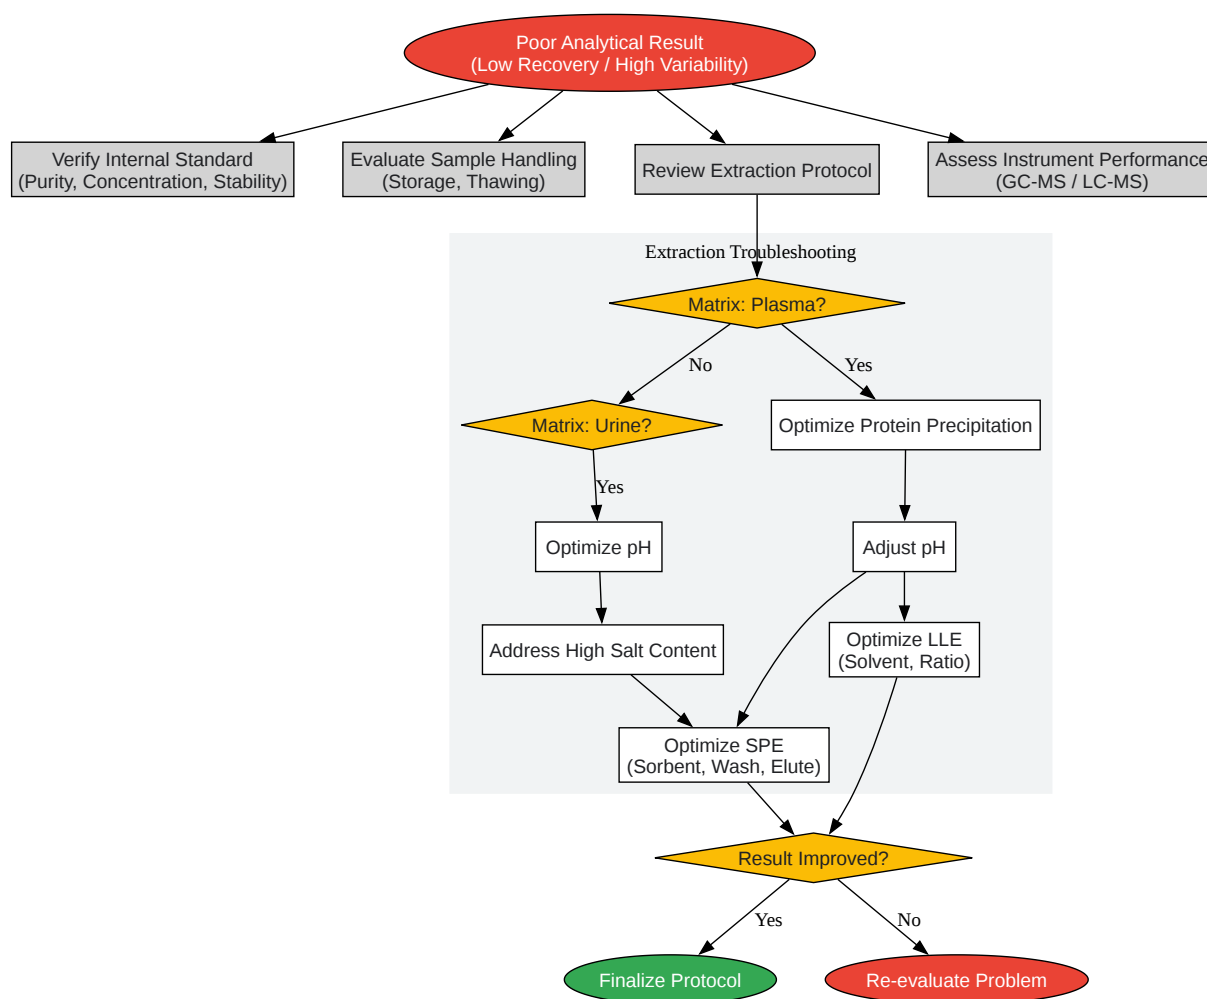 Poor Analytical Result
(Low Recovery / High Variability)
Verify Internal Standard
(Purity, Concentration, Stability)
Evaluate Sample Handling
(Storage, Thawing)
Review Extraction Protocol
Assess Instrument Performance
(GC-MS / LC-MS)
Extraction Troubleshooting
Matrix: Plasma?
No
Yes
Matrix: Urine?
Optimize Protein Precipitation
Yes
Optimize pH
Adjust pH
Address High Salt Content
Optimize LLE
(Solvent, Ratio)
Optimize SPE
(Sorbent, Wash, Elute)
Result Improved?
Yes
No
Finalize Protocol
Re-evaluate Problem